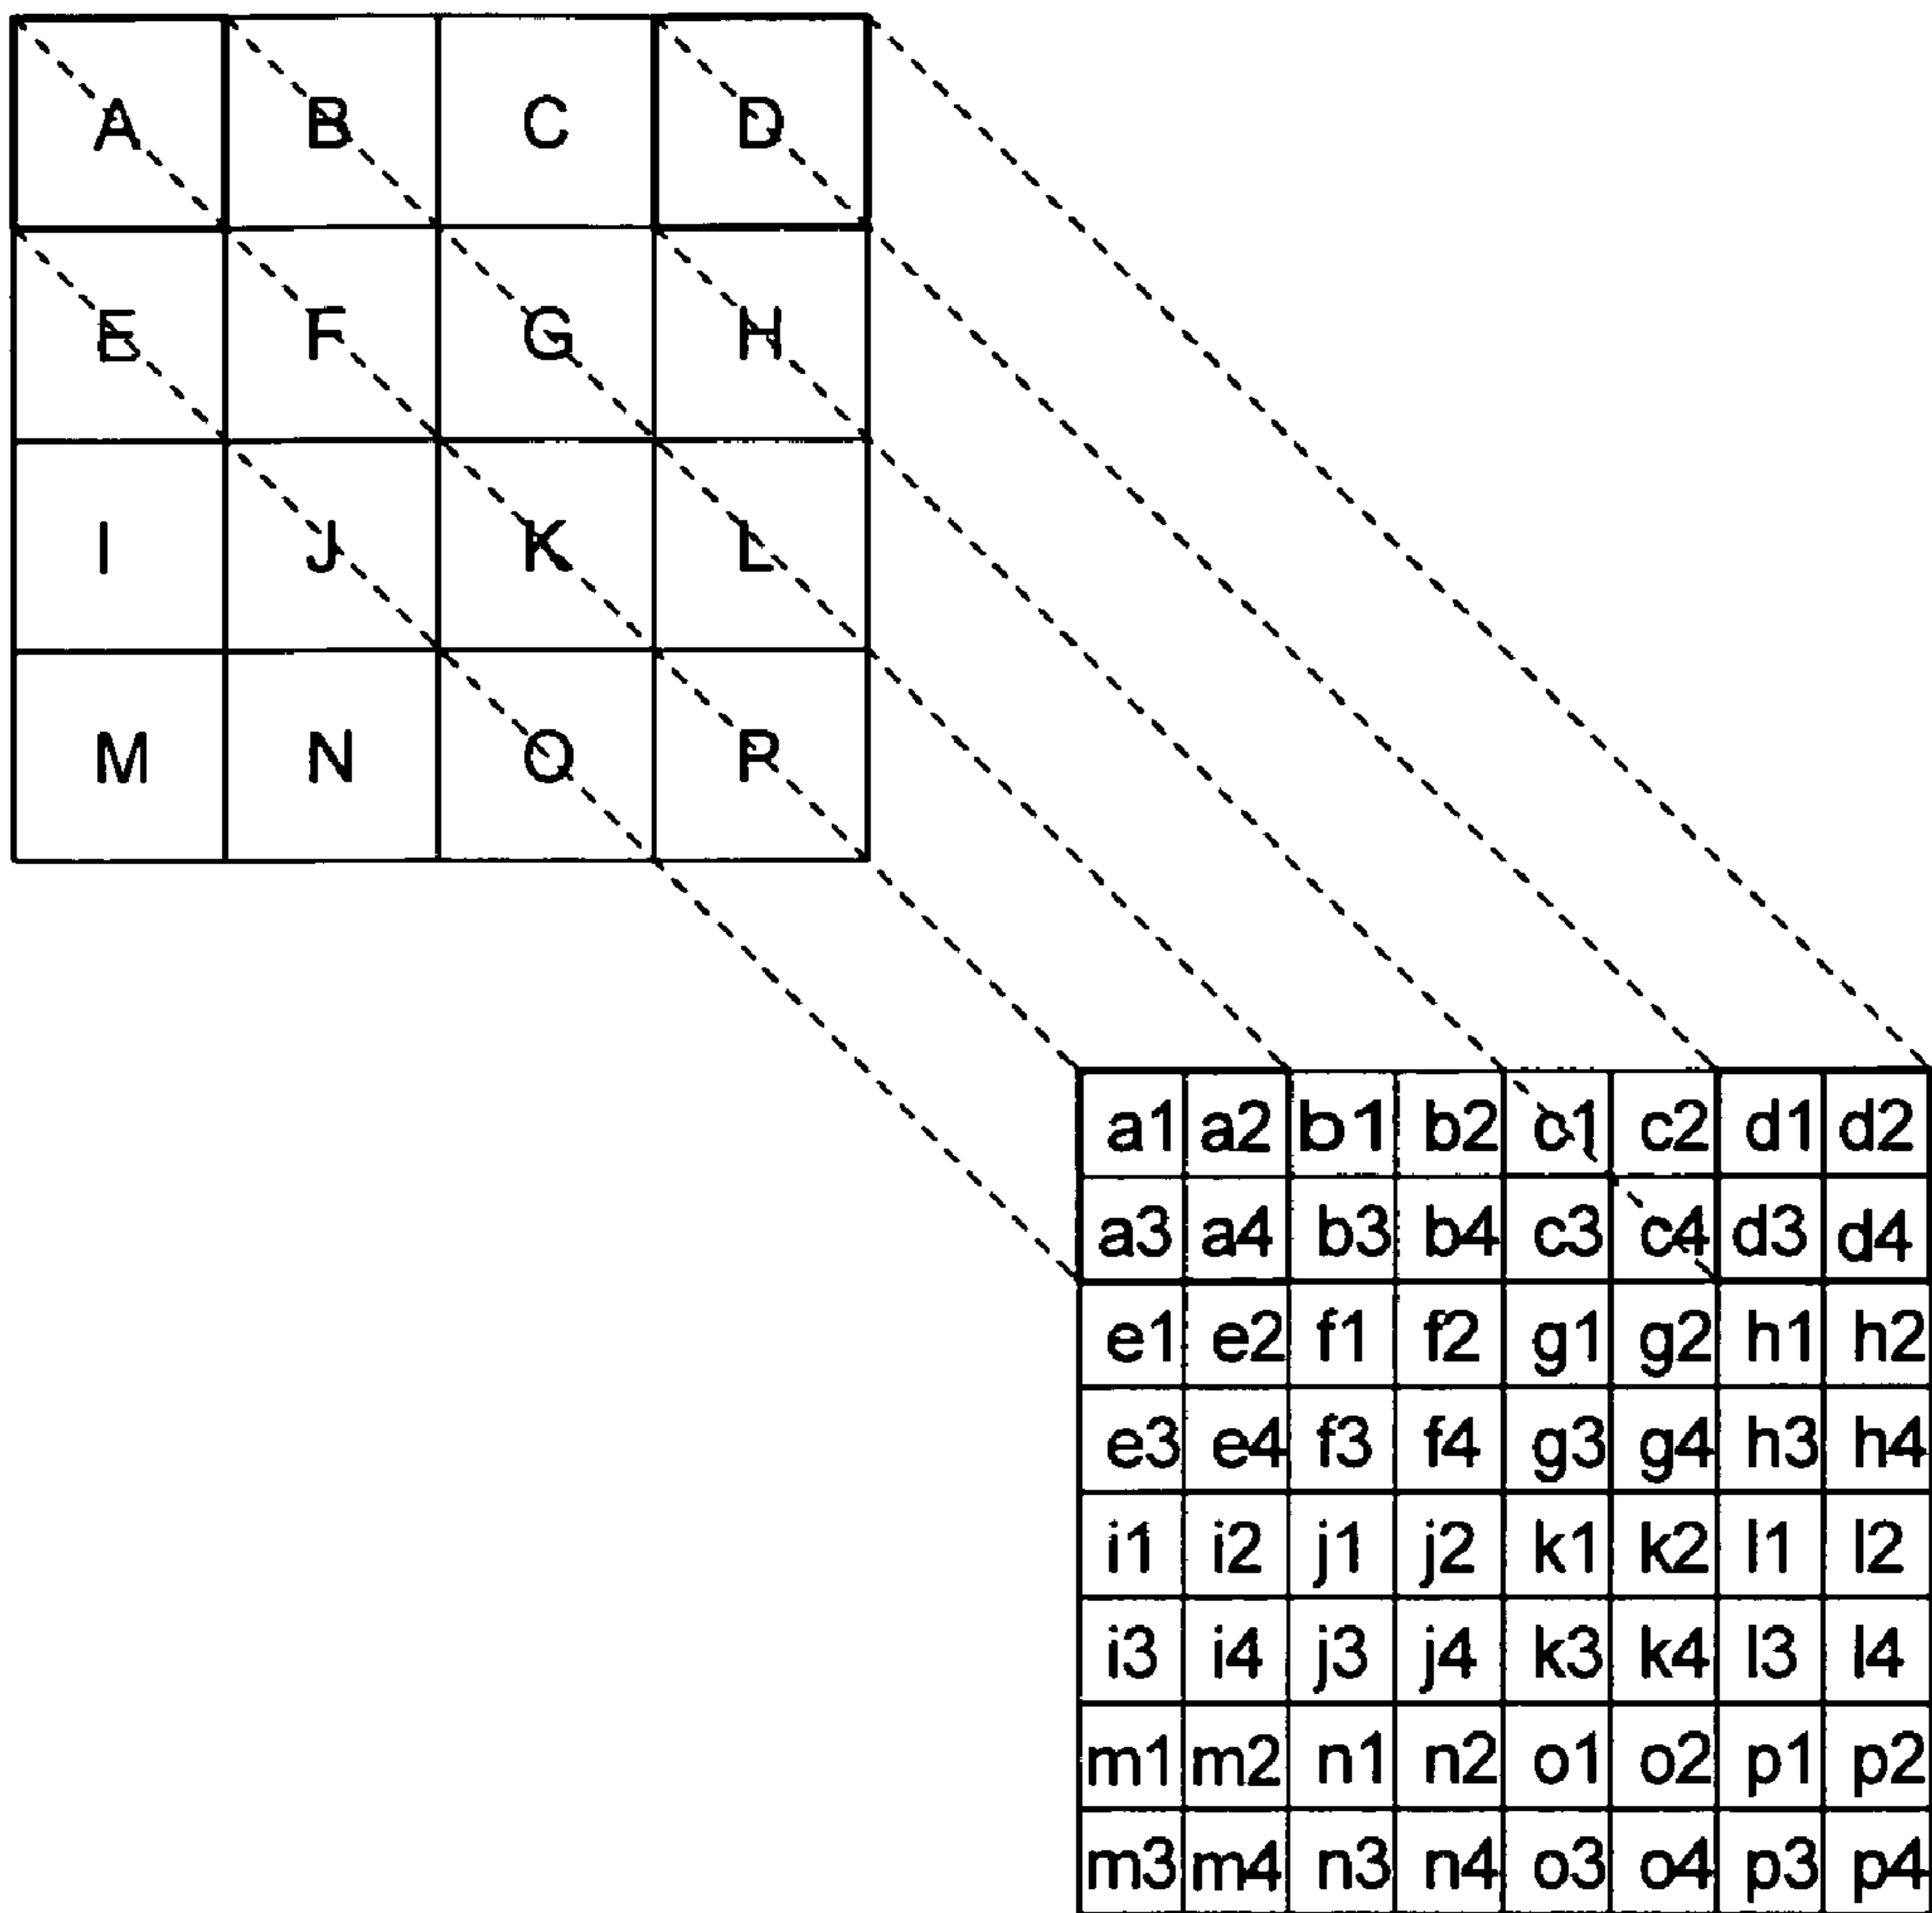 A B C D
E F G H
I J K L
M N O P
a1 a2 b1 b2 c1 c2 d1 d2
a3 a4 b3 b4 c3 c4 d3 d4
e1 e2 f1 f2 g1 g2 h1 h2
e3 e4 f3 f4 g3 g4 h3 h4
i1 i2 j1 j2 k1 k2 l1 l2
i3 i4 j3 j4 k3 k4 l3 l4
m1 m2 n1 n2 o1 o2 p1 p2
m3 m4 n3 n4 o3 o4 p3 p4